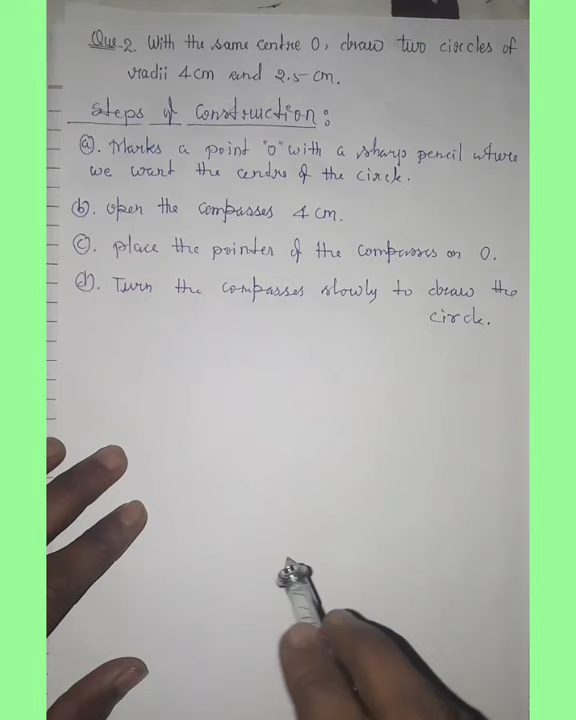 Que-2. With the same centre O, draw two circles of
radii 4cm and 2.5 cm.
Steps of Construction:
(a). Marks a point "O" with a sharp pencil where
we want the centre of the circle.
(b). Open the compasses 4 cm.
(c). Place the pointer of the compasses on O.
(d). Turn the compasses slowly to draw the
circle.